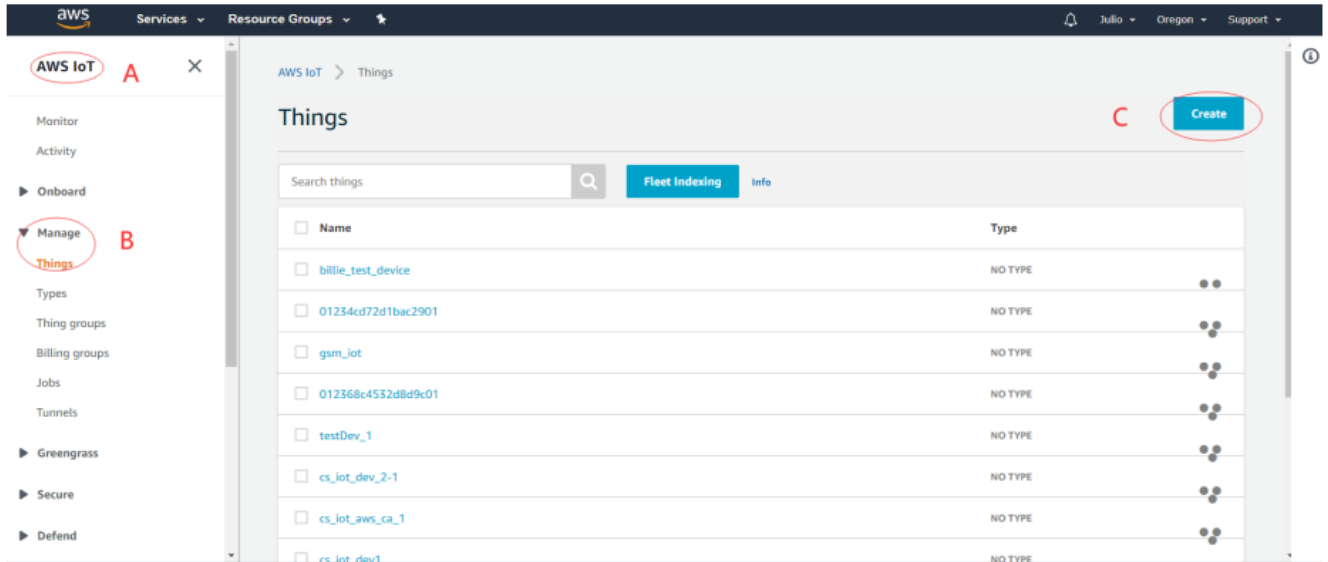 aws Services Resource Groups Julio Oregon Support
AWS IoT A
Monitor
Activity
Onboard
Manage B
Things
Types
Thing groups
Billing groups
Jobs
Tunnels
Greengrass
Secure
Defend
AWS IoT > Things
Things C Create
Search things Fleet Indexing Info
Name Type
billie_test_device NO TYPE
01234cd72d1bac2901 NO TYPE
gsm_iot NO TYPE
012368c4532d8d9c01 NO TYPE
testDev_1 NO TYPE
cs_iot_dev_2-1 NO TYPE
cs_iot_aws_ca_1 NO TYPE
cs_iot_dev1 NO TYPE